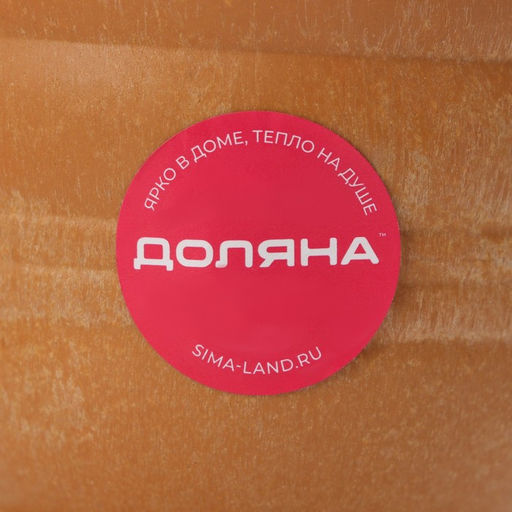 ЯРКО В ДОМЕ, ТЕПЛО НА ДУШЕ
ДОЛЯНА™
SIMA-LAND.RU